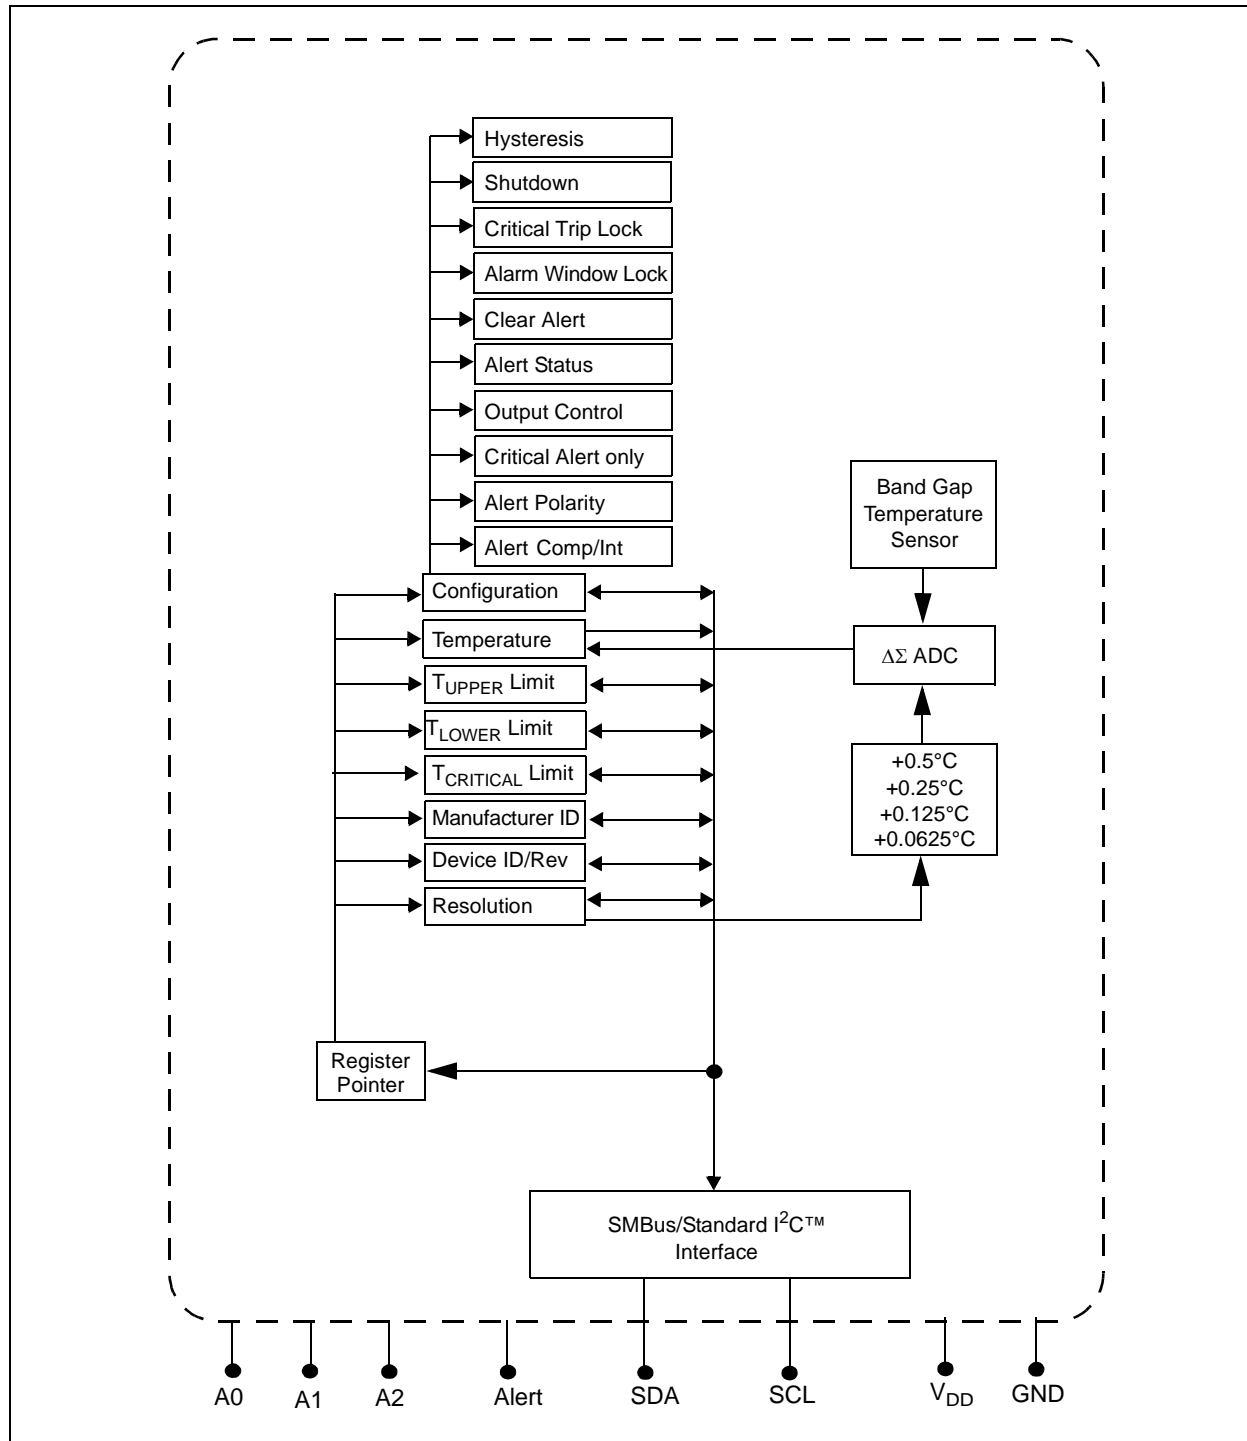 Hysteresis
Shutdown
Critical Trip Lock
Alarm Window Lock
Clear Alert
Alert Status
Output Control
Critical Alert only
Alert Polarity
Alert Comp/Int
Configuration
Temperature
TUPPER Limit
TLOWER Limit
TCRITICAL Limit
Manufacturer ID
Device ID/Rev
Resolution
Register
Pointer
Band Gap
Temperature
Sensor
ΔΣ ADC
+0.5°C
+0.25°C
+0.125°C
+0.0625°C
SMBus/Standard I²C™
Interface
A0
A1
A2
Alert
SDA
SCL
VDD
GND